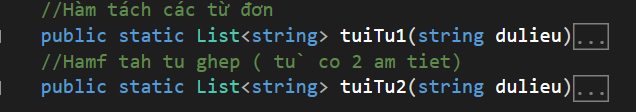 //Hàm tách các từ đơn
public static List<string> tuiTu1(string dulieu)...
//Hamf tah tu ghep ( tu` co 2 am tiet)
public static List<string> tuiTu2(string dulieu)...